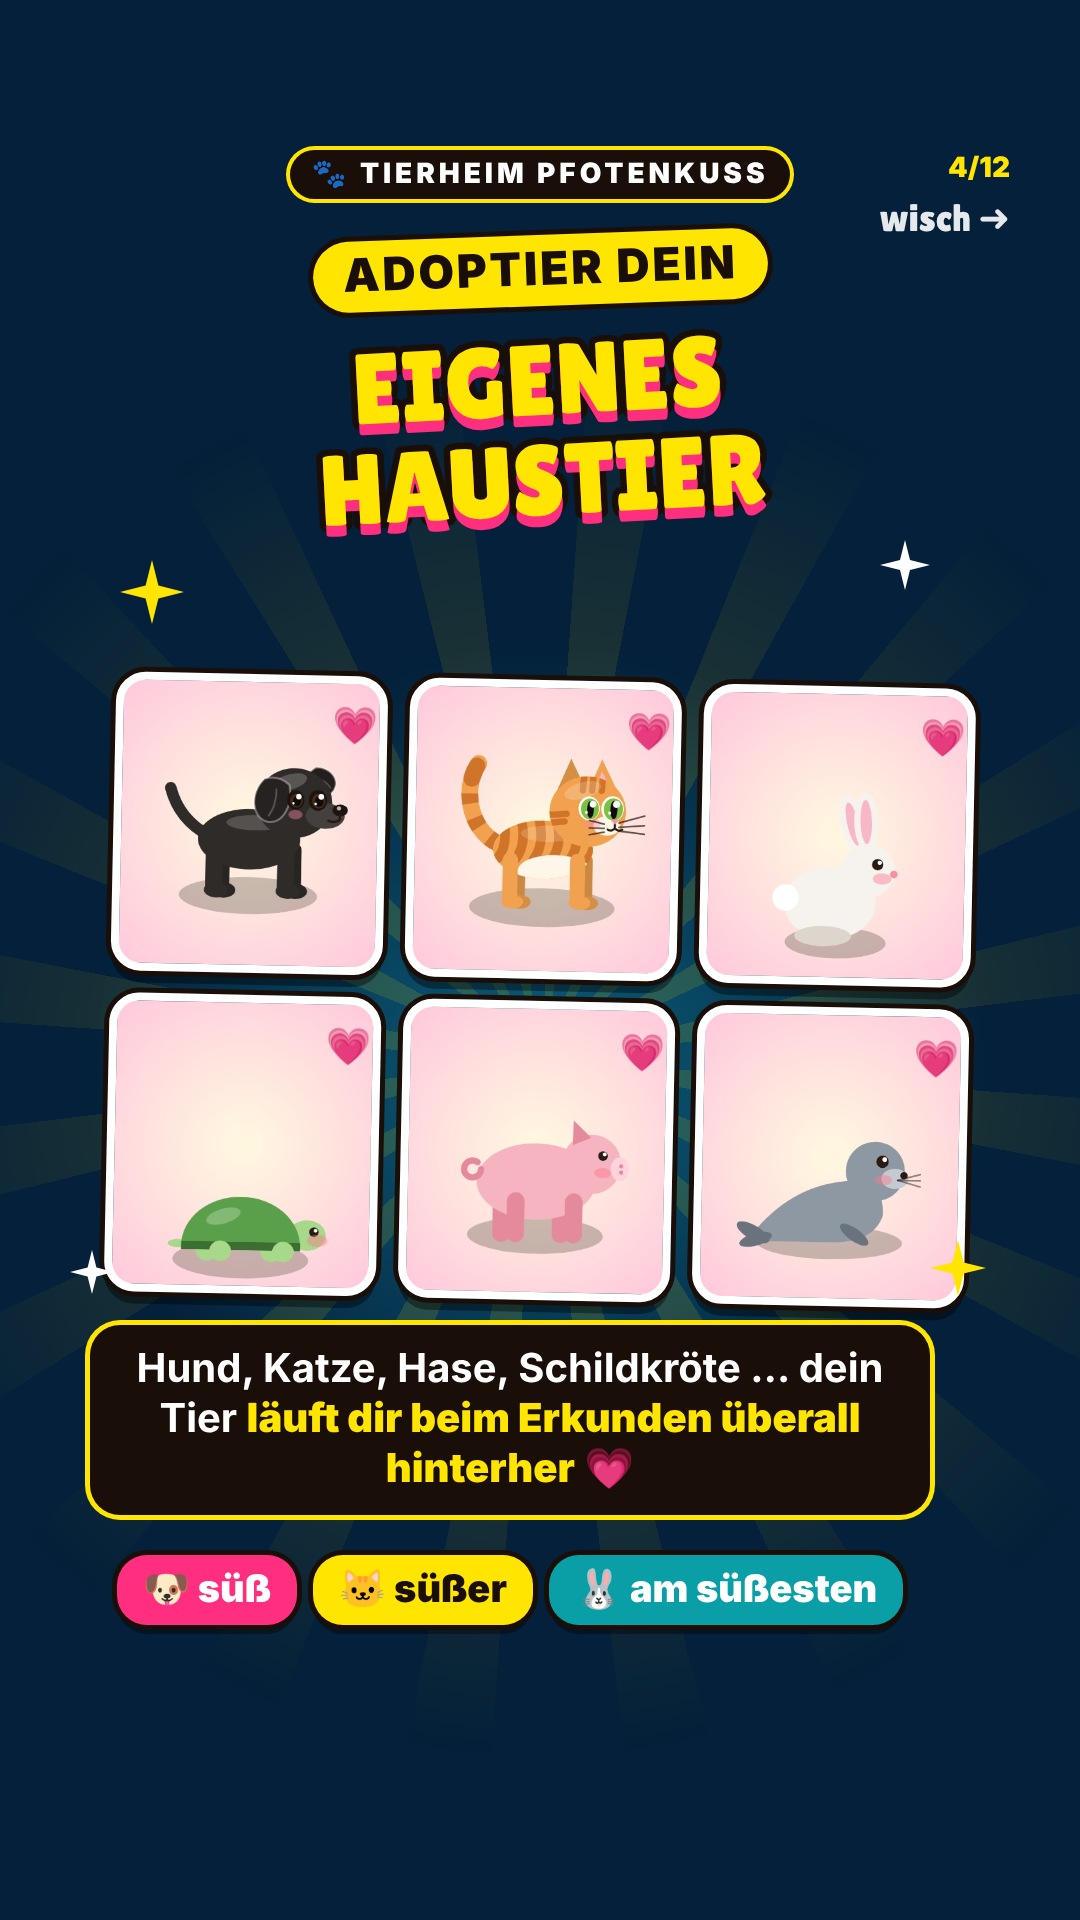 🐾 TIERHEIM PFOTENKUSS
4/12
wisch →
ADOPTIER DEIN
EIGENES
HAUSTIER
Hund, Katze, Hase, Schildkröte … dein
Tier läuft dir beim Erkunden überall
hinterher 💗
🐶 süß
🐱 süßer
🐰 am süßesten